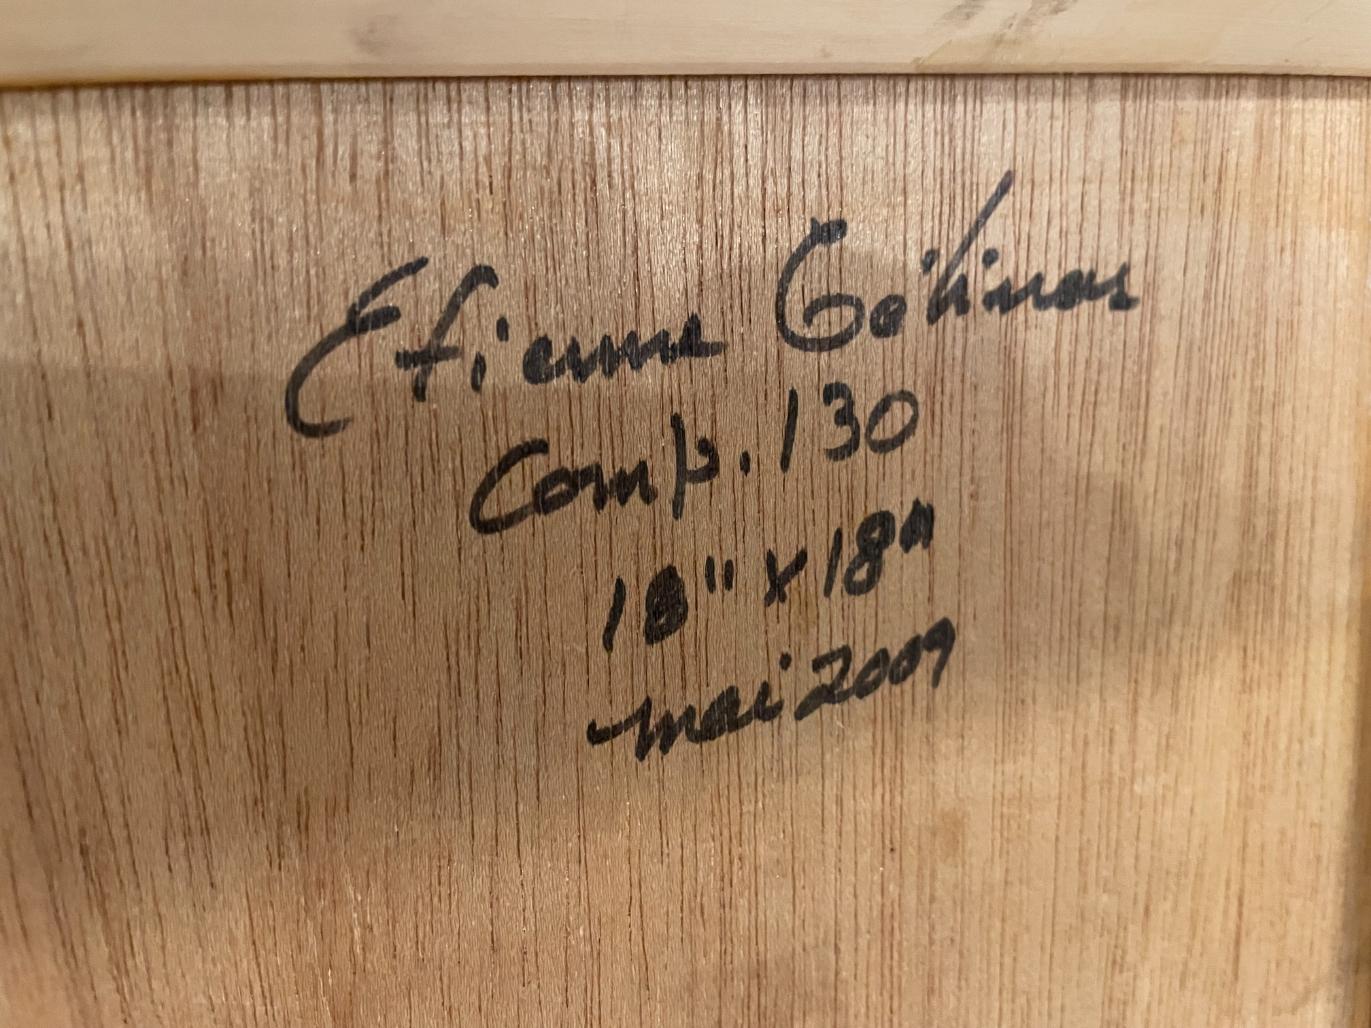 Etienne Gélinas
Comp. 130
18" x 18"
mai 2009